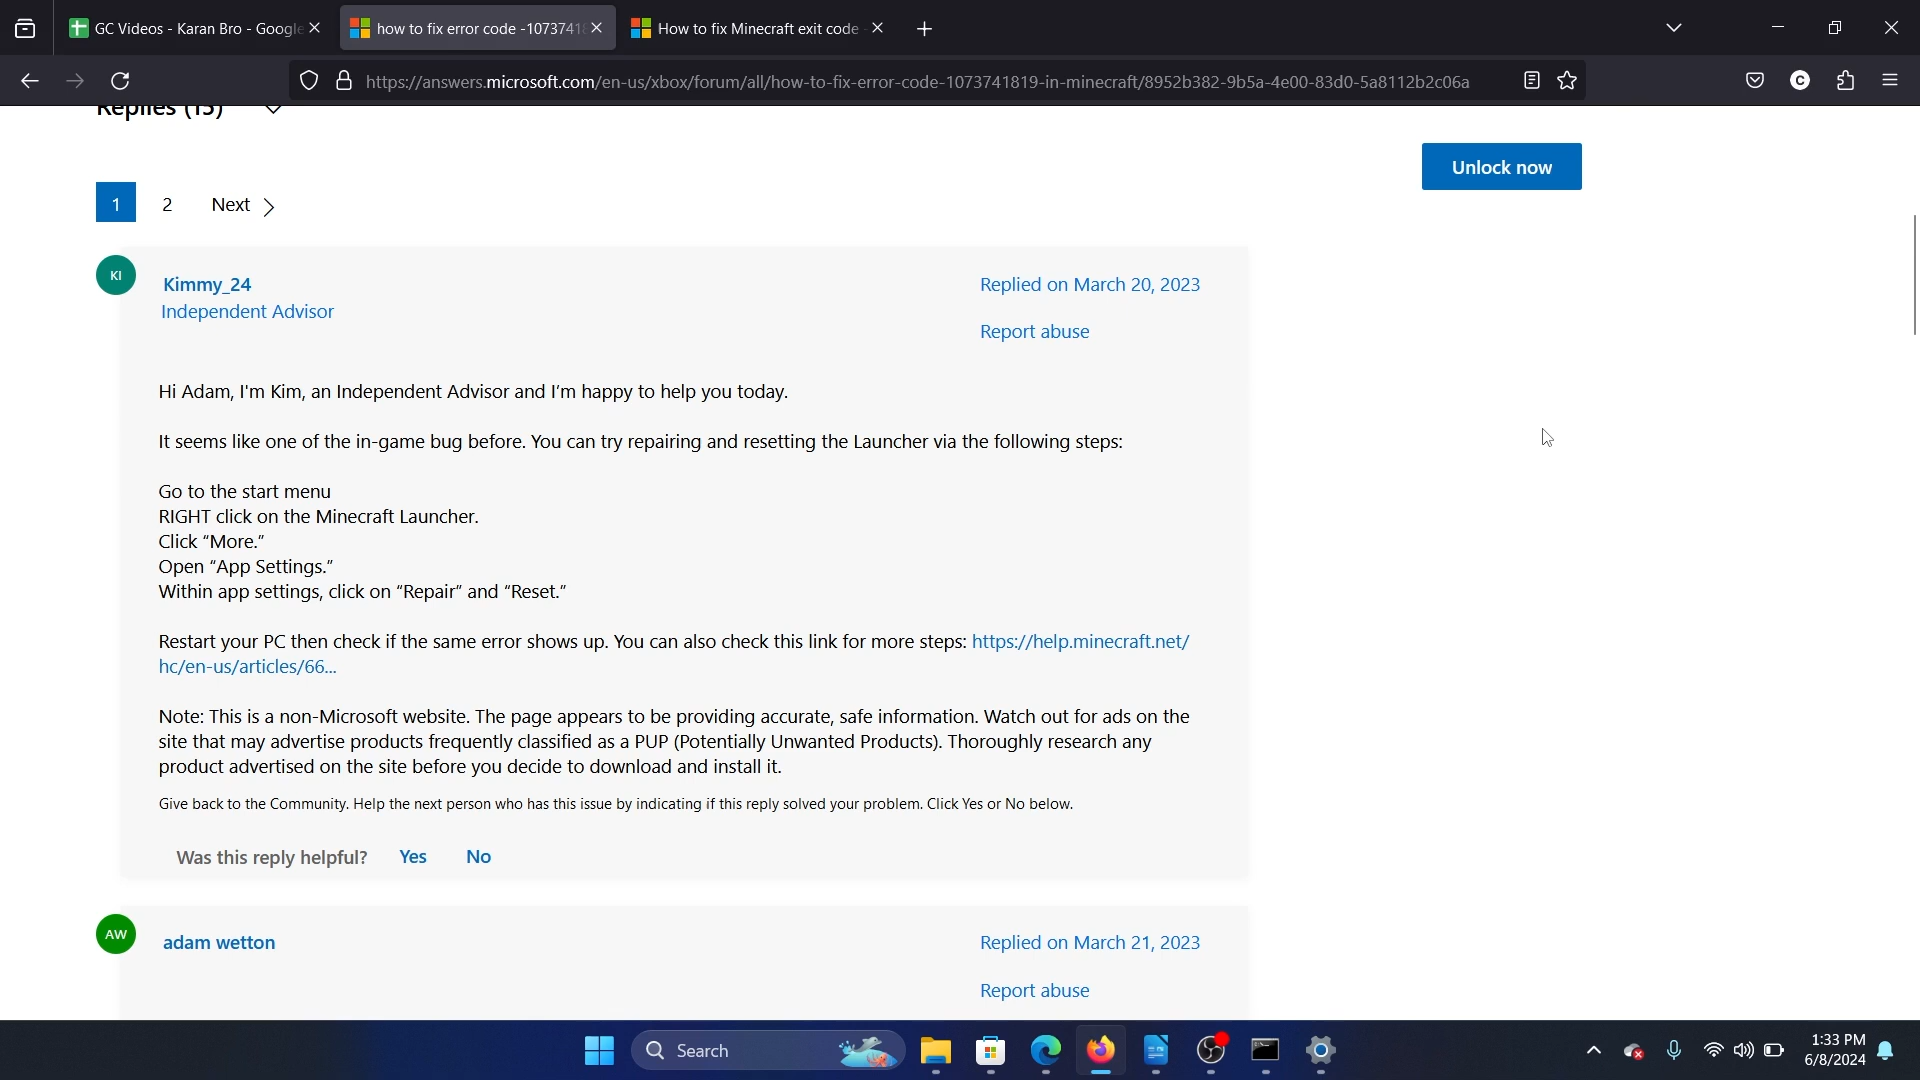 GC Videos - Karan Bro - Google
how to fix error code -10737418
How to fix Minecraft exit code
https://answers.microsoft.com/en-us/xbox/forum/all/how-to-fix-error-code-1073741819-in-minecraft/8952b382-9b5a-4e00-83d0-5a8112b2c06a
C
Replies (15)
Unlock now
1 2 Next
KI
Kimmy_24
Replied on March 20, 2023
Independent Advisor
Report abuse
Hi Adam, I'm Kim, an Independent Advisor and I'm happy to help you today.
It seems like one of the in-game bug before. You can try repairing and resetting the Launcher via the following steps:
Go to the start menu
RIGHT click on the Minecraft Launcher.
Click “More.”
Open “App Settings.”
Within app settings, click on “Repair” and “Reset.”
Restart your PC then check if the same error shows up. You can also check this link for more steps: https://help.minecraft.net/
hc/en-us/articles/66...
Note: This is a non-Microsoft website. The page appears to be providing accurate, safe information. Watch out for ads on the
site that may advertise products frequently classified as a PUP (Potentially Unwanted Products). Thoroughly research any
product advertised on the site before you decide to download and install it.
Give back to the Community. Help the next person who has this issue by indicating if this reply solved your problem. Click Yes or No below.
Was this reply helpful? Yes No
AW
adam wetton
Replied on March 21, 2023
Report abuse
Search
1:33 PM
6/8/2024